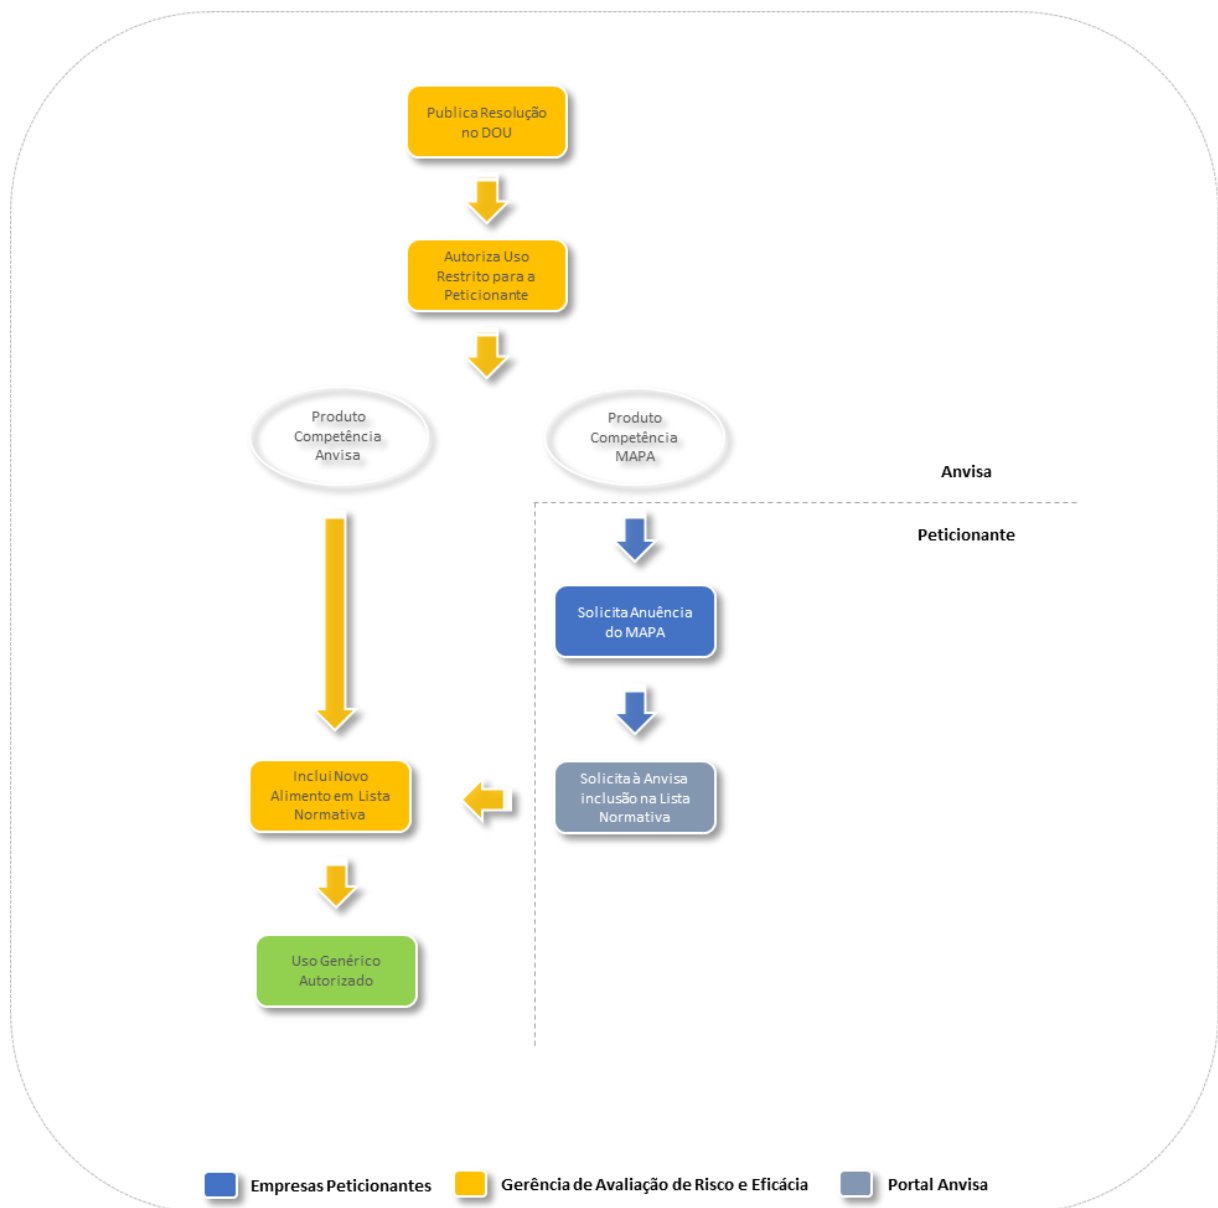 Publica Resolução
no DOU
Autoriza Uso
Restrito para a
Peticionante
Produto
Competência
Anvisa
Produto
Competência
MAPA
Anvisa
Peticionante
Solicita Anuência
do MAPA
Inclui Novo
Alimento em Lista
Normativa
Solicita à Anvisa
inclusão na Lista
Normativa
Uso Genérico
Autorizado
Empresas Peticionantes
Gerência de Avaliação de Risco e Eficácia
Portal Anvisa